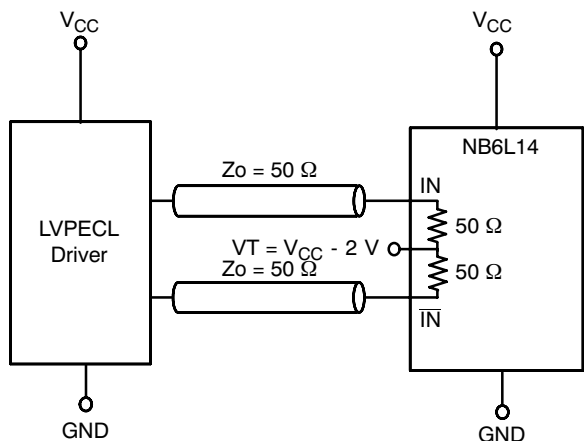 VCC
VCC
NB6L14
Zo = 50 Ω
IN
LVPECL
Driver
50 Ω
VT = VCC - 2 V
Zo = 50 Ω
50 Ω
IN
GND
GND